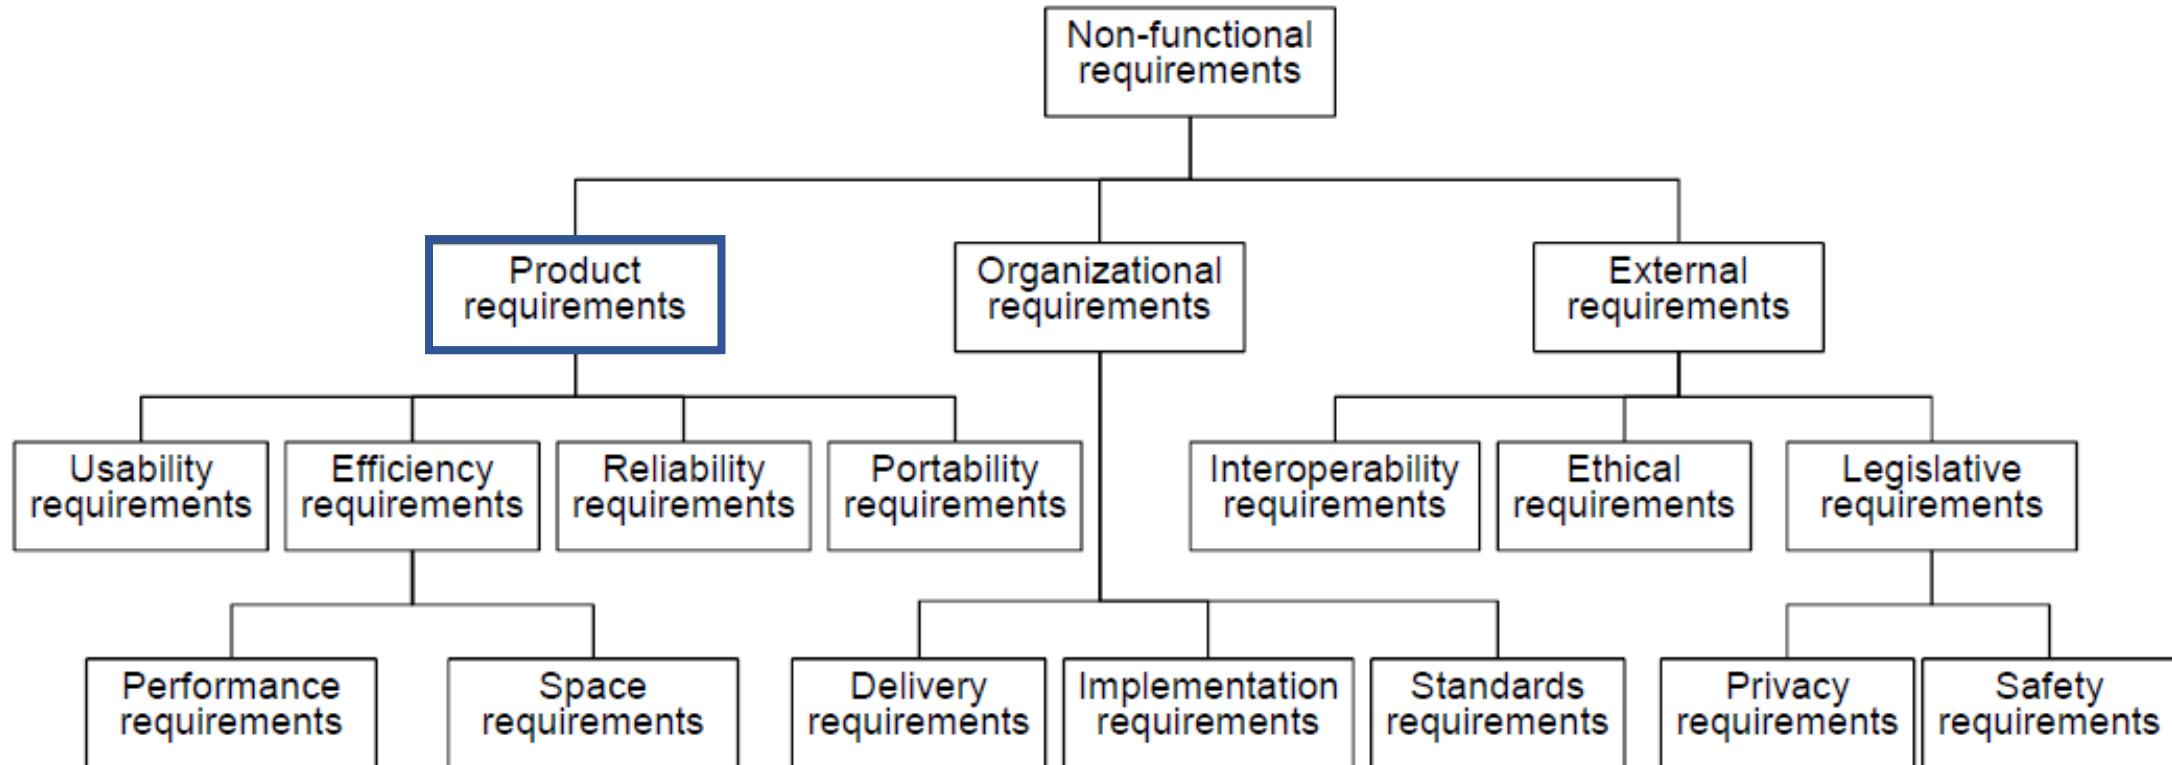 Non-functional
requirements
Product
requirements
Organizational
requirements
External
requirements
Usability
requirements
Efficiency
requirements
Reliability
requirements
Portability
requirements
Interoperability
requirements
Ethical
requirements
Legislative
requirements
Performance
requirements
Space
requirements
Delivery
requirements
Implementation
requirements
Standards
requirements
Privacy
requirements
Safety
requirements